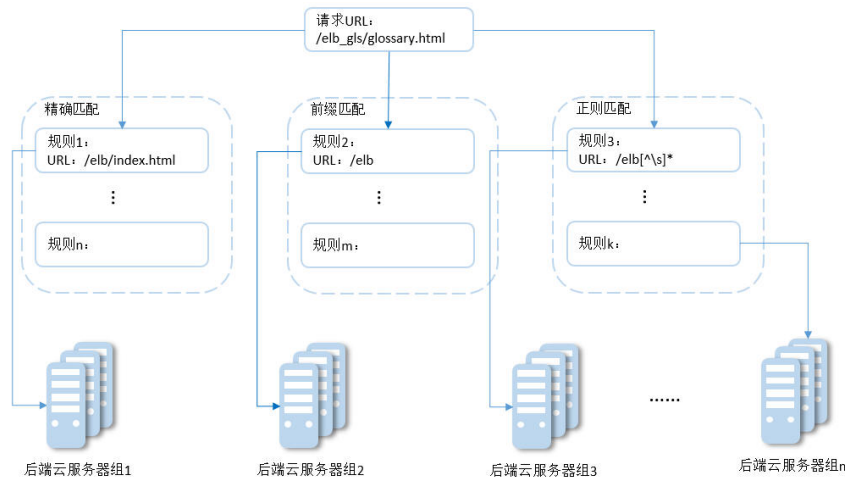 请求URL：
/elb_gls/glossary.html
精确匹配
规则1：
URL：/elb/index.html
⋮
规则n：
前缀匹配
规则2：
URL：/elb
⋮
规则m：
正则匹配
规则3：
URL：/elb[^\s]*
⋮
规则k：
......
后端云服务器组1
后端云服务器组2
后端云服务器组3
后端云服务器组n